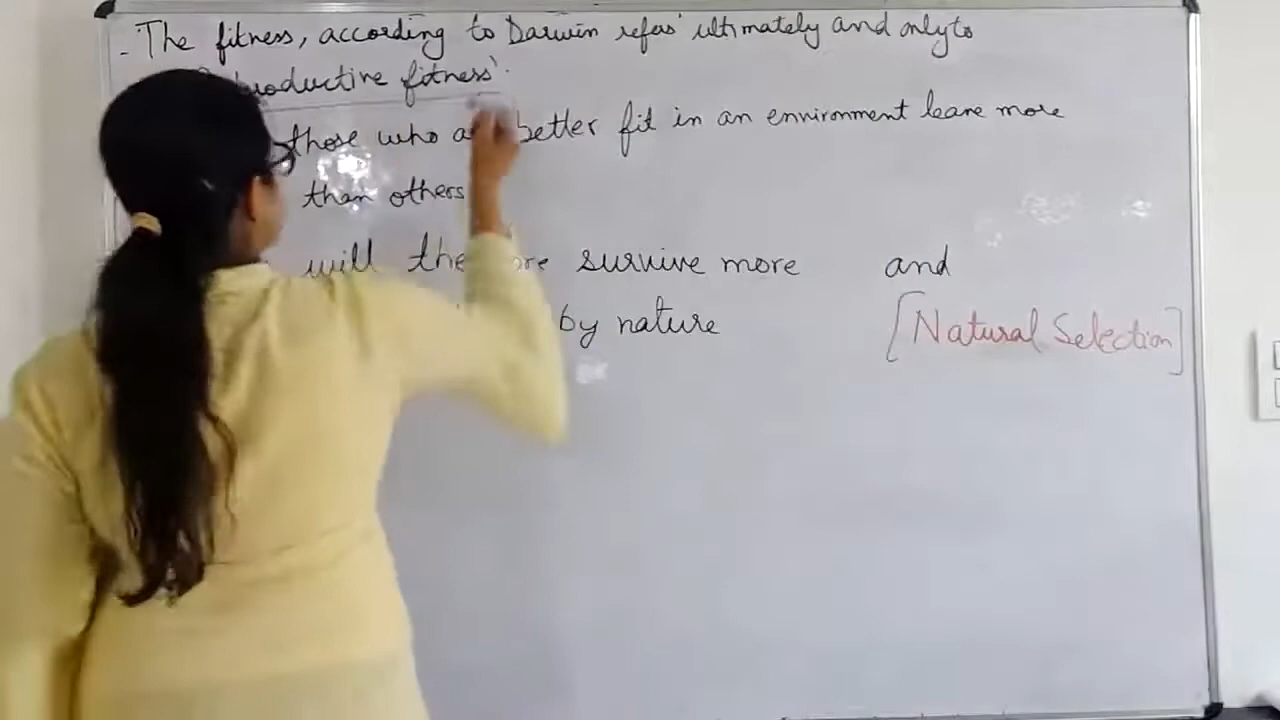 - The fitness, according to Darwin refers' ultimately and only to
productive fitness'.
those who a better fit in an environment leave more
than others
will the re survive more and
by nature [Natural Selection]